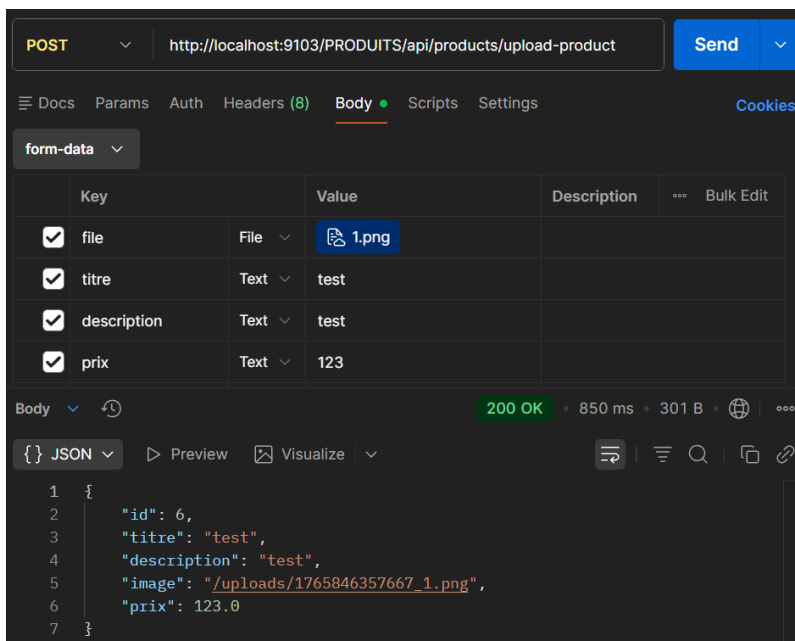 POST http://localhost:9103/PRODUITS/api/products/upload-product Send
Docs Params Auth Headers (8) Body Scripts Settings Cookies
form-data
Key Value Description Bulk Edit
file File 1.png
titre Text test
description Text test
prix Text 123
Body 200 OK 850 ms 301 B
{} JSON Preview Visualize
1 {
2 "id": 6,
3 "titre": "test",
4 "description": "test",
5 "image": "/uploads/1765846357667_1.png",
6 "prix": 123.0
7 }